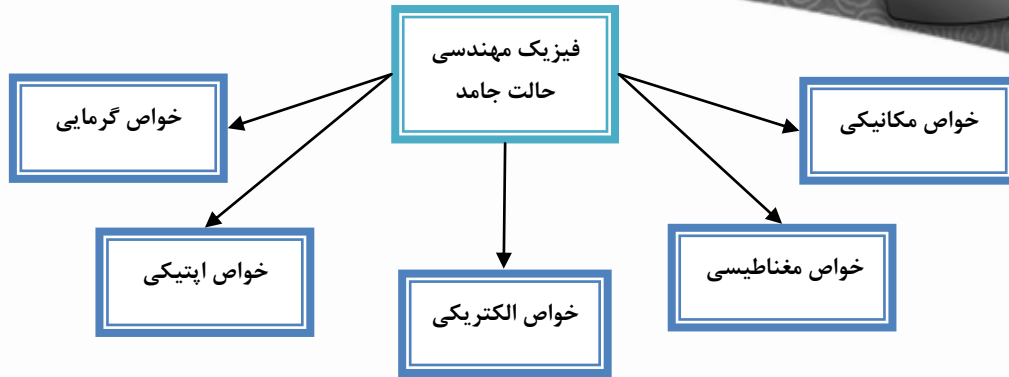 فیزیک مهندسی
حالت جامد
خواص مکانیکی
خواص گرمایی
خواص مغناطیسی
خواص اپتیکی
خواص الکتریکی